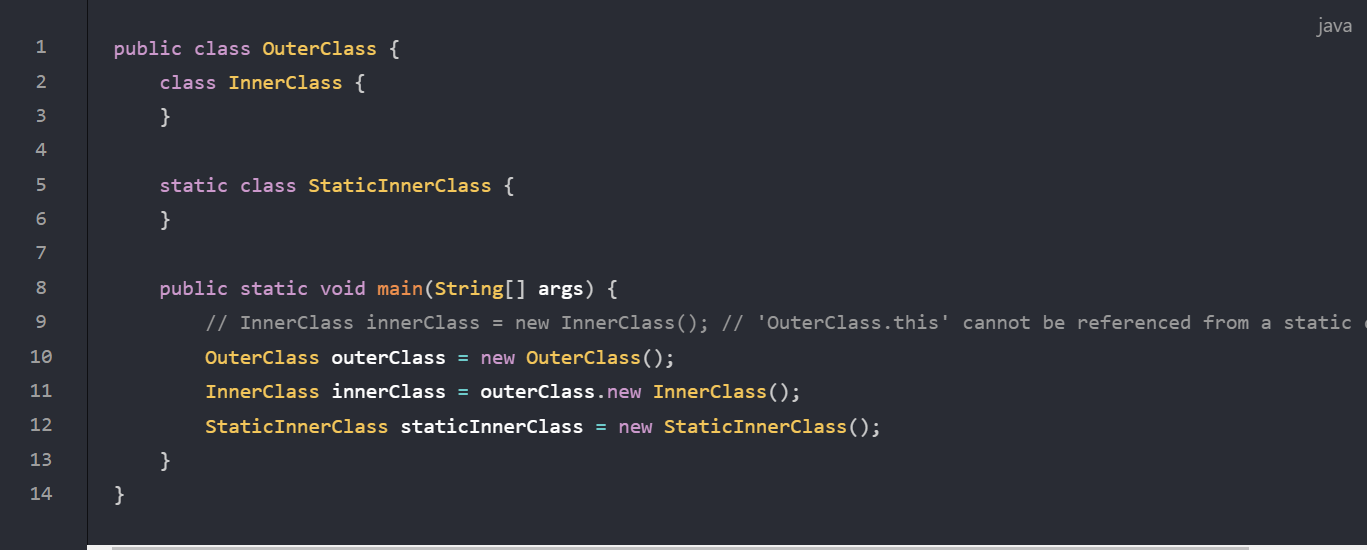 java
1 public class OuterClass {
2     class InnerClass {
3     }
4
5     static class StaticInnerClass {
6     }
7
8     public static void main(String[] args) {
9         // InnerClass innerClass = new InnerClass(); // 'OuterClass.this' cannot be referenced from a static
10         OuterClass outerClass = new OuterClass();
11         InnerClass innerClass = outerClass.new InnerClass();
12         StaticInnerClass staticInnerClass = new StaticInnerClass();
13     }
14 }